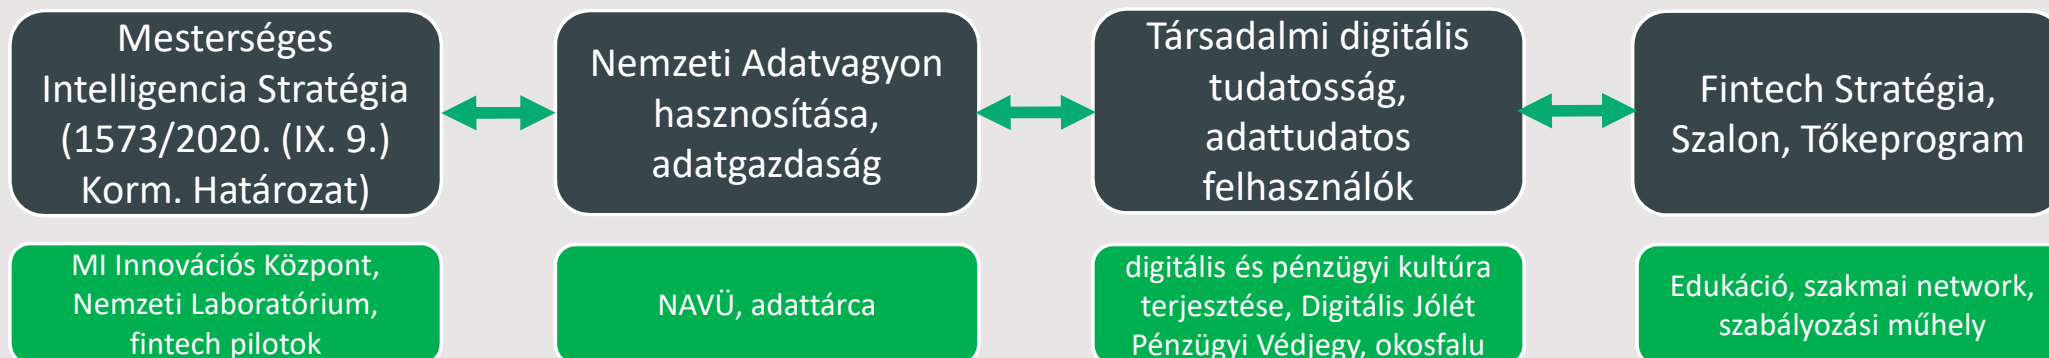 Mesterséges
Intelligencia Stratégia
(1573/2020. (IX. 9.)
Korm. Határozat)
Nemzeti Adatvagyon
hasznosítása,
adatgazdaság
Társadalmi digitális
tudatosság,
adattudatos
felhasználók
Fintech Stratégia,
Szalon, Tőkeprogram
MI Innovációs Központ,
Nemzeti Laboratórium,
fintech pilotok
NAVÜ, adattárca
digitális és pénzügyi kultúra
terjesztése, Digitális Jólét
Pénzügyi Védjegy, okosfalu
Edukáció, szakmai network,
szabályozási műhely